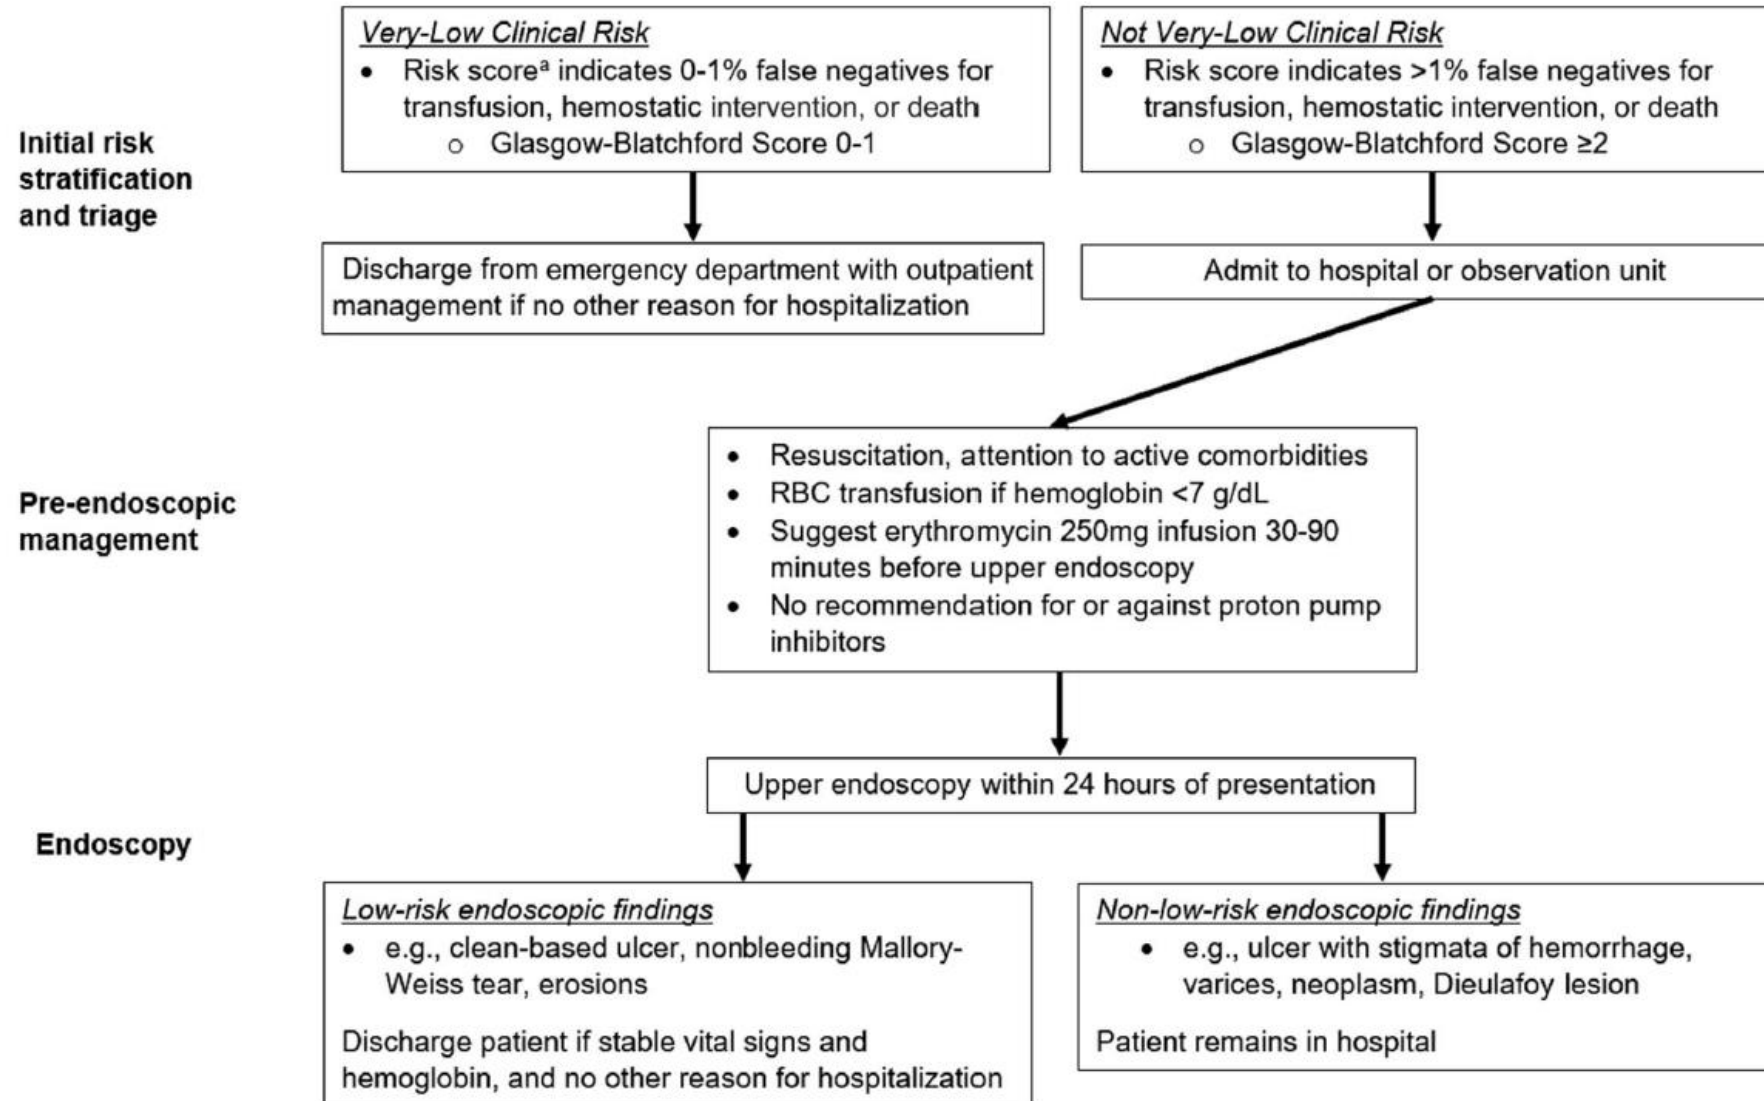 Initial risk
stratification
and triage
Very-Low Clinical Risk
• Risk scoreᵃ indicates 0-1% false negatives for
transfusion, hemostatic intervention, or death
o Glasgow-Blatchford Score 0-1
Not Very-Low Clinical Risk
• Risk score indicates >1% false negatives for
transfusion, hemostatic intervention, or death
o Glasgow-Blatchford Score ≥2
Discharge from emergency department with outpatient
management if no other reason for hospitalization
Admit to hospital or observation unit
Pre-endoscopic
management
• Resuscitation, attention to active comorbidities
• RBC transfusion if hemoglobin <7 g/dL
• Suggest erythromycin 250mg infusion 30-90
minutes before upper endoscopy
• No recommendation for or against proton pump
inhibitors
Endoscopy
Upper endoscopy within 24 hours of presentation
Low-risk endoscopic findings
• e.g., clean-based ulcer, nonbleeding Mallory-
Weiss tear, erosions
Discharge patient if stable vital signs and
hemoglobin, and no other reason for hospitalization
Non-low-risk endoscopic findings
• e.g., ulcer with stigmata of hemorrhage,
varices, neoplasm, Dieulafoy lesion
Patient remains in hospital